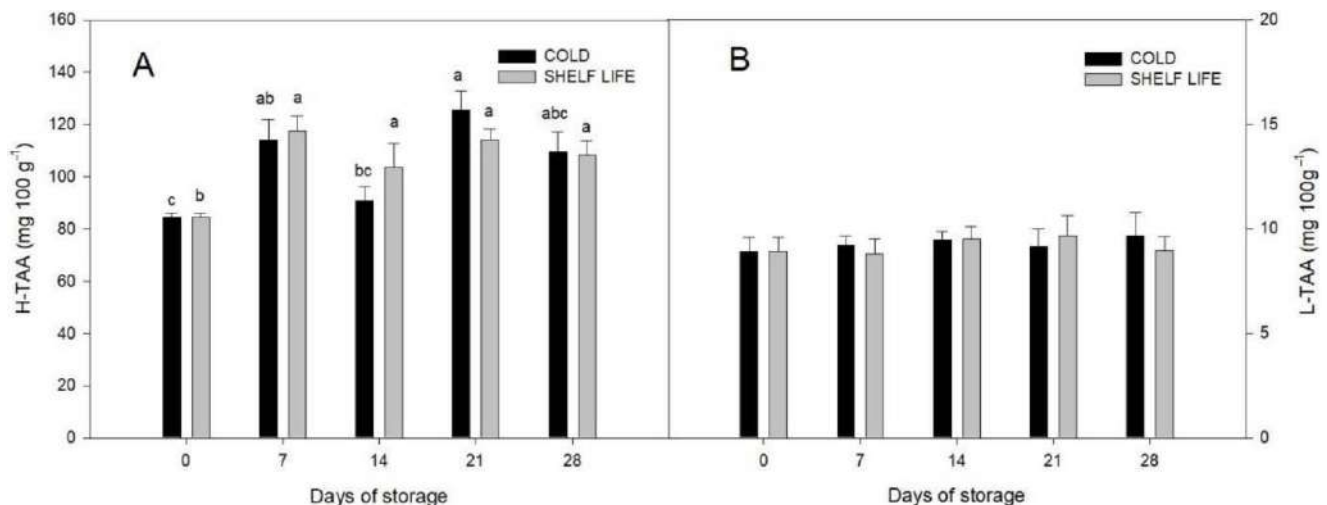 A
COLD
SHELF LIFE
H-TAA (mg 100 g⁻¹)
160
140
120
100
80
60
40
20
0
c b
ab a
bc a
a a
abc a
0 7 14 21 28
Days of storage
B
COLD
SHELF LIFE
L-TAA (mg 100g⁻¹)
20
15
10
5
0
0 7 14 21 28
Days of storage